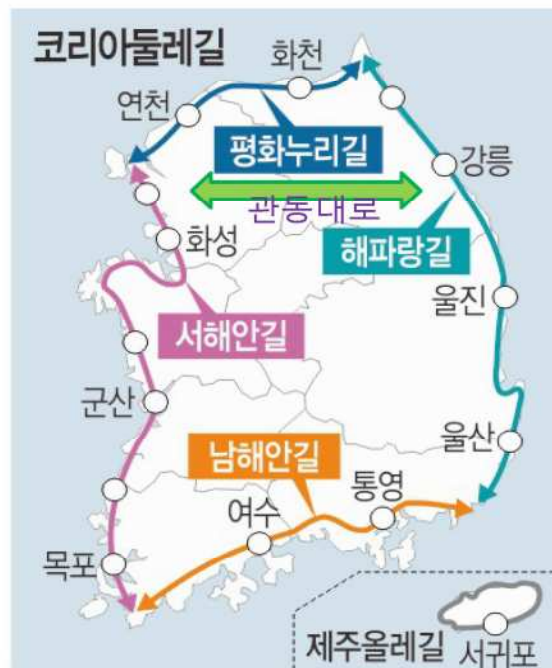 코리아둘레길
화천
연천
평화누리길
강릉
관동대로
화성
해파랑길
울진
서해안길
군산
울산
남해안길
통영
여수
목포
제주올레길
서귀포